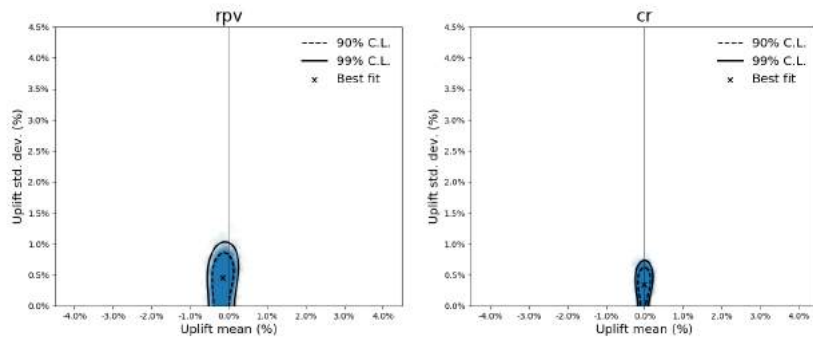 rpv
4.5%
4.0%
3.5%
3.0%
2.5%
2.0%
1.5%
1.0%
0.5%
0.0%
Uplift std. dev. (%)
90% C.L.
99% C.L.
Best fit
-4.0% -3.0% -2.0% -1.0% 0.0% 1.0% 2.0% 3.0% 4.0%
Uplift mean (%)
cr
4.5%
4.0%
3.5%
3.0%
2.5%
2.0%
1.5%
1.0%
0.5%
0.0%
Uplift std. dev. (%)
90% C.L.
99% C.L.
Best fit
-4.0% -3.0% -2.0% -1.0% 0.0% 1.0% 2.0% 3.0% 4.0%
Uplift mean (%)